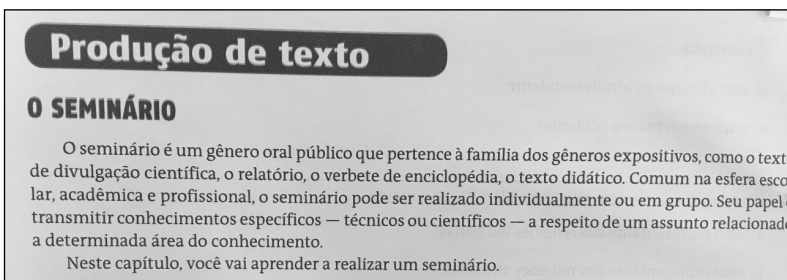 Produção de texto
O SEMINÁRIO
O seminário é um gênero oral público que pertence à família dos gêneros expositivos, como o text
de divulgação científica, o relatório, o verbete de enciclopédia, o texto didático. Comum na esfera esco
lar, acadêmica e profissional, o seminário pode ser realizado individualmente ou em grupo. Seu papel
transmitir conhecimentos específicos — técnicos ou científicos — a respeito de um assunto relacionad
a determinada área do conhecimento.
Neste capítulo, você vai aprender a realizar um seminário.